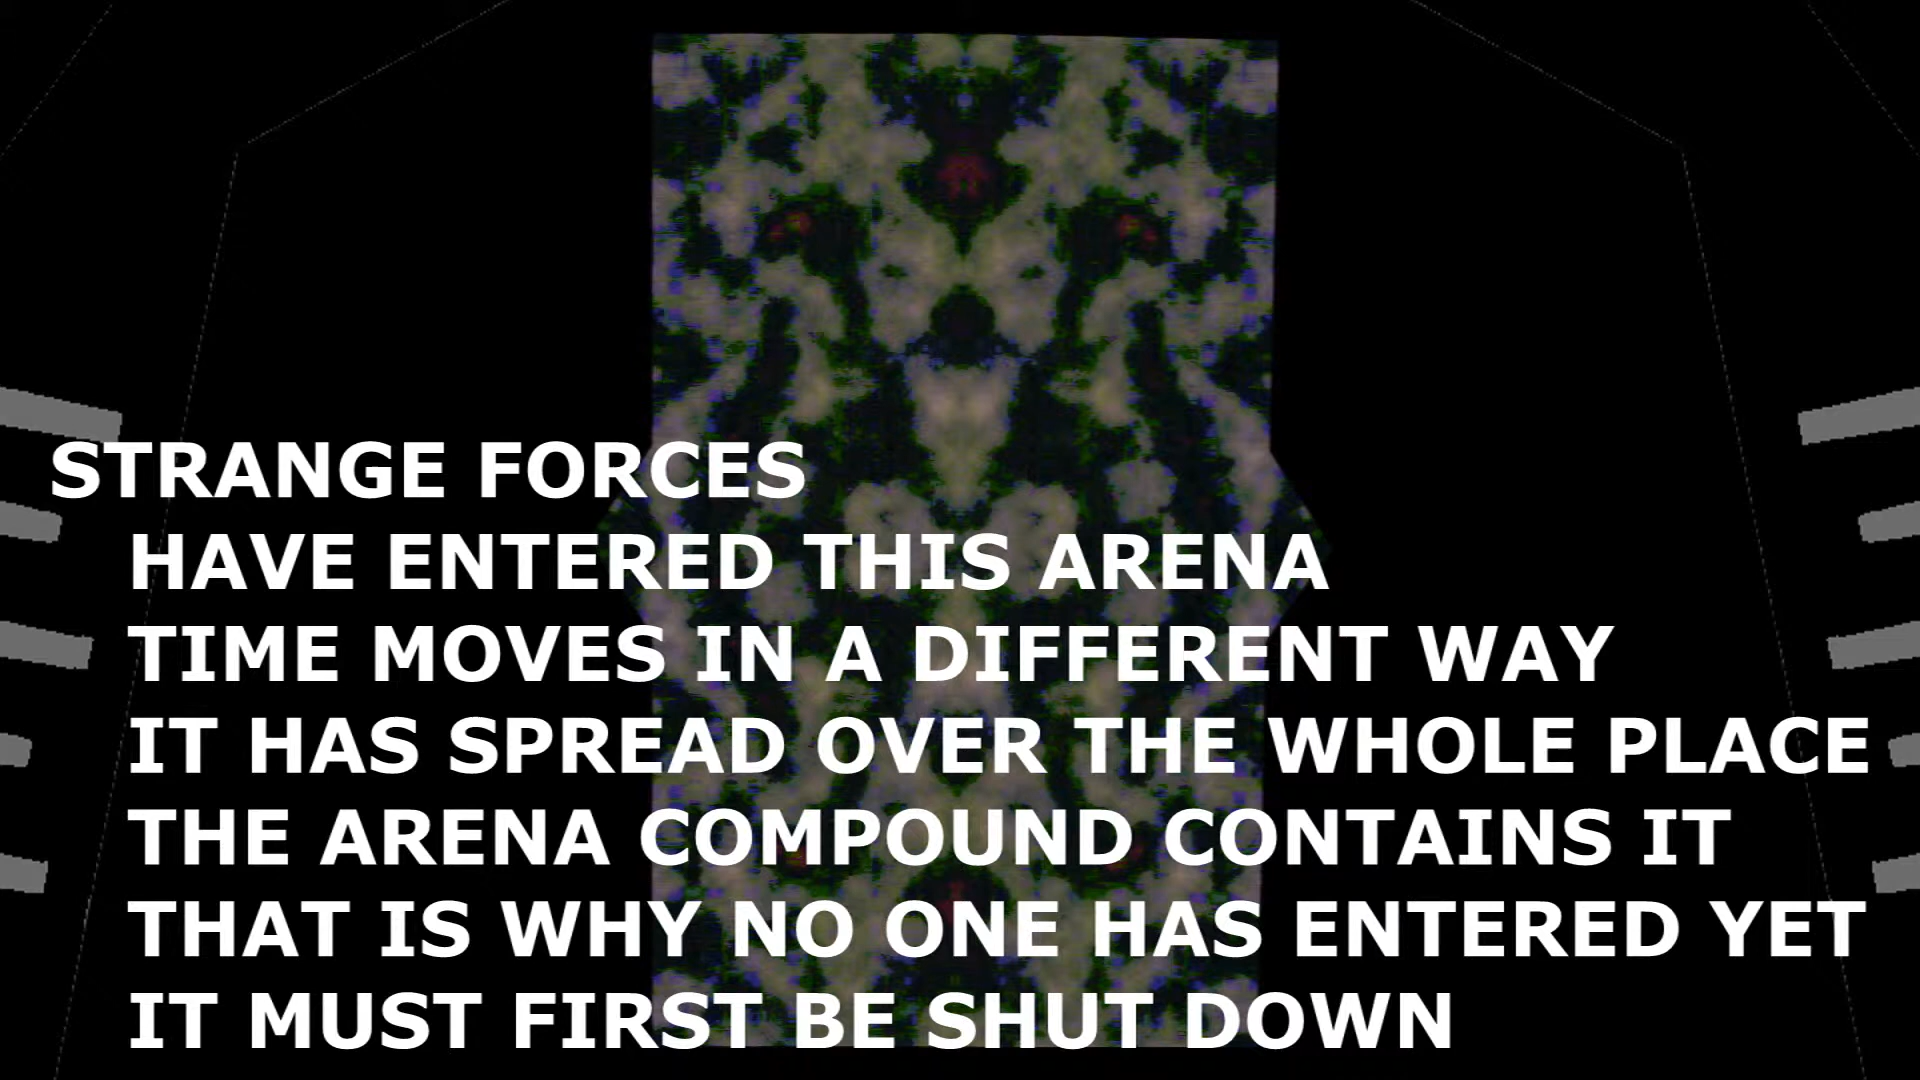 STRANGE FORCES
HAVE ENTERED THIS ARENA
TIME MOVES IN A DIFFERENT WAY
IT HAS SPREAD OVER THE WHOLE PLACE
THE ARENA COMPOUND CONTAINS IT
THAT IS WHY NO ONE HAS ENTERED YET
IT MUST FIRST BE SHUT DOWN